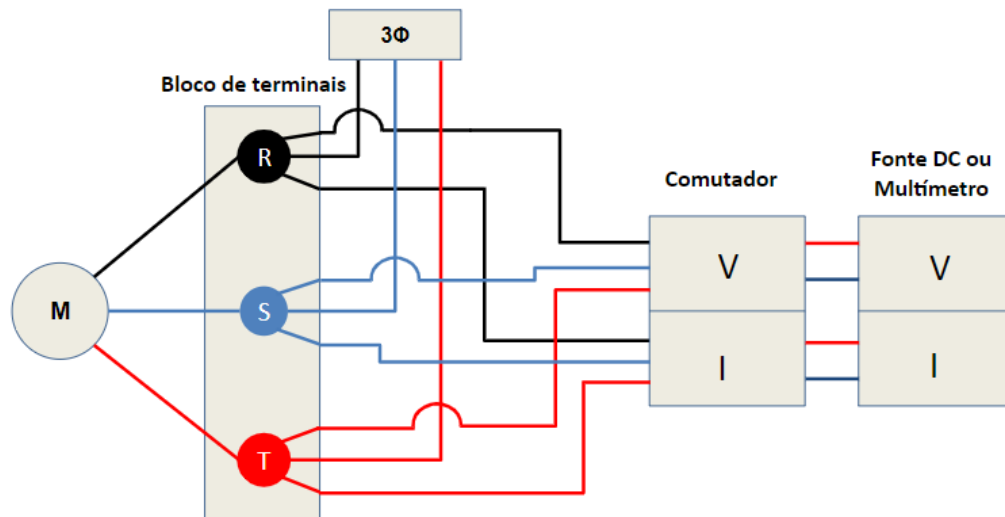 3Φ
Bloco de terminais
R
Fonte DC ou
Multímetro
Comutador
V
V
M
S
I
I
T